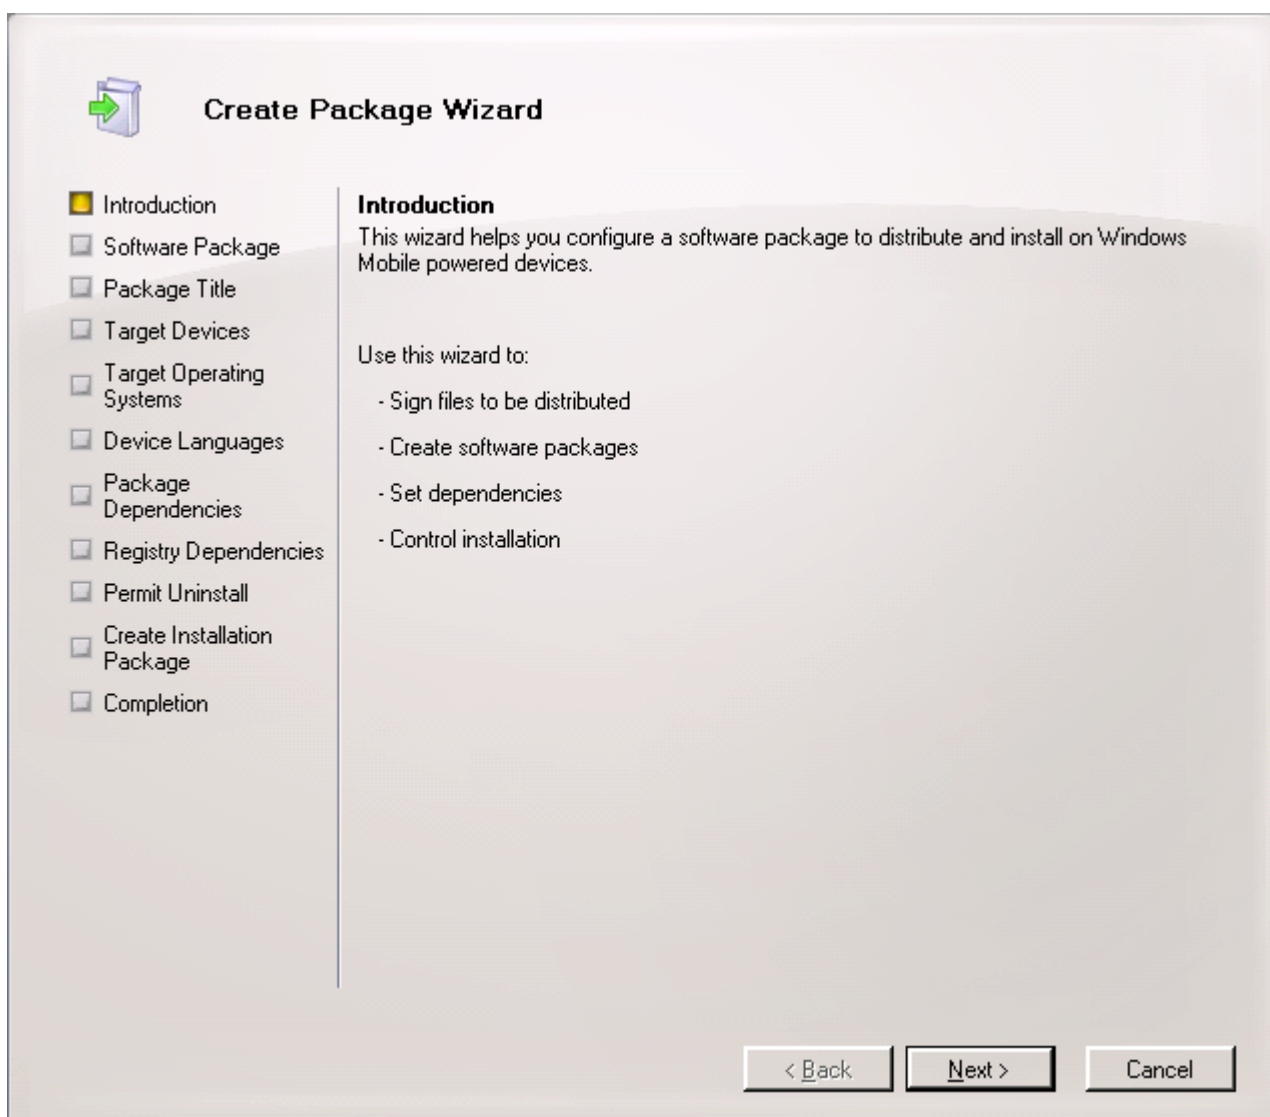 Create Package Wizard
Introduction
Software Package
Package Title
Target Devices
Target Operating
Systems
Device Languages
Package
Dependencies
Registry Dependencies
Permit Uninstall
Create Installation
Package
Completion
Introduction
This wizard helps you configure a software package to distribute and install on Windows
Mobile powered devices.
Use this wizard to:
- Sign files to be distributed
- Create software packages
- Set dependencies
- Control installation
< Back
Next >
Cancel